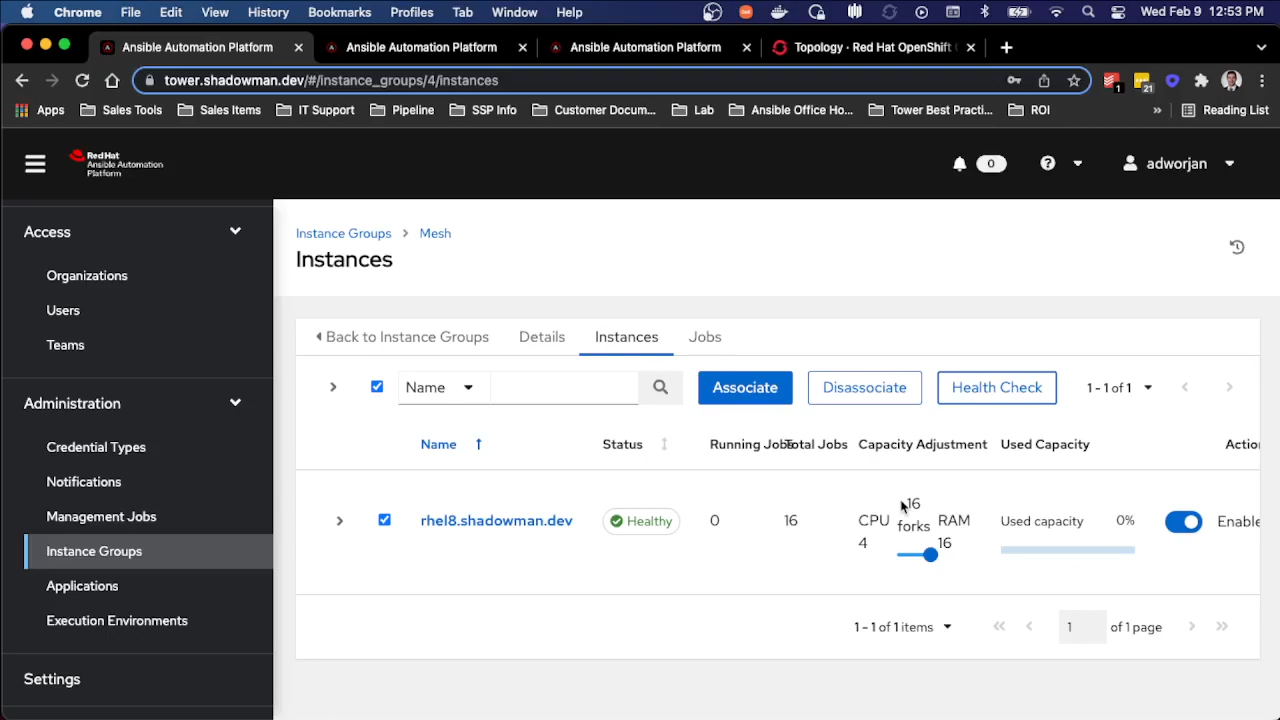 Chrome File Edit View History Bookmarks Profiles Tab Window Help Wed Feb 9 12:53 PM
Ansible Automation Platform Ansible Automation Platform Ansible Automation Platform Topology · Red Hat OpenShift
tower.shadowman.dev/#/instance_groups/4/instances 1 21
Apps Sales Tools Sales Items IT Support Pipeline SSP Info Customer Docum... Lab Ansible Office Ho... Tower Best Practi... ROI » Reading List
Red Hat
Ansible Automation
Platform
0 ? adworjan
Access
Organizations
Users
Teams
Administration
Credential Types
Notifications
Management Jobs
Instance Groups
Applications
Execution Environments
Settings
Instance Groups > Mesh
Instances
Back to Instance Groups Details Instances Jobs
Name Associate Disassociate Health Check 1 - 1 of 1
Name Status Running Jobs Total Jobs Capacity Adjustment Used Capacity Actio
rhel8.shadowman.dev Healthy 0 16 CPU 4 16 forks RAM 16 Used capacity 0% Enable
1 - 1 of 1 items 1 of 1 page